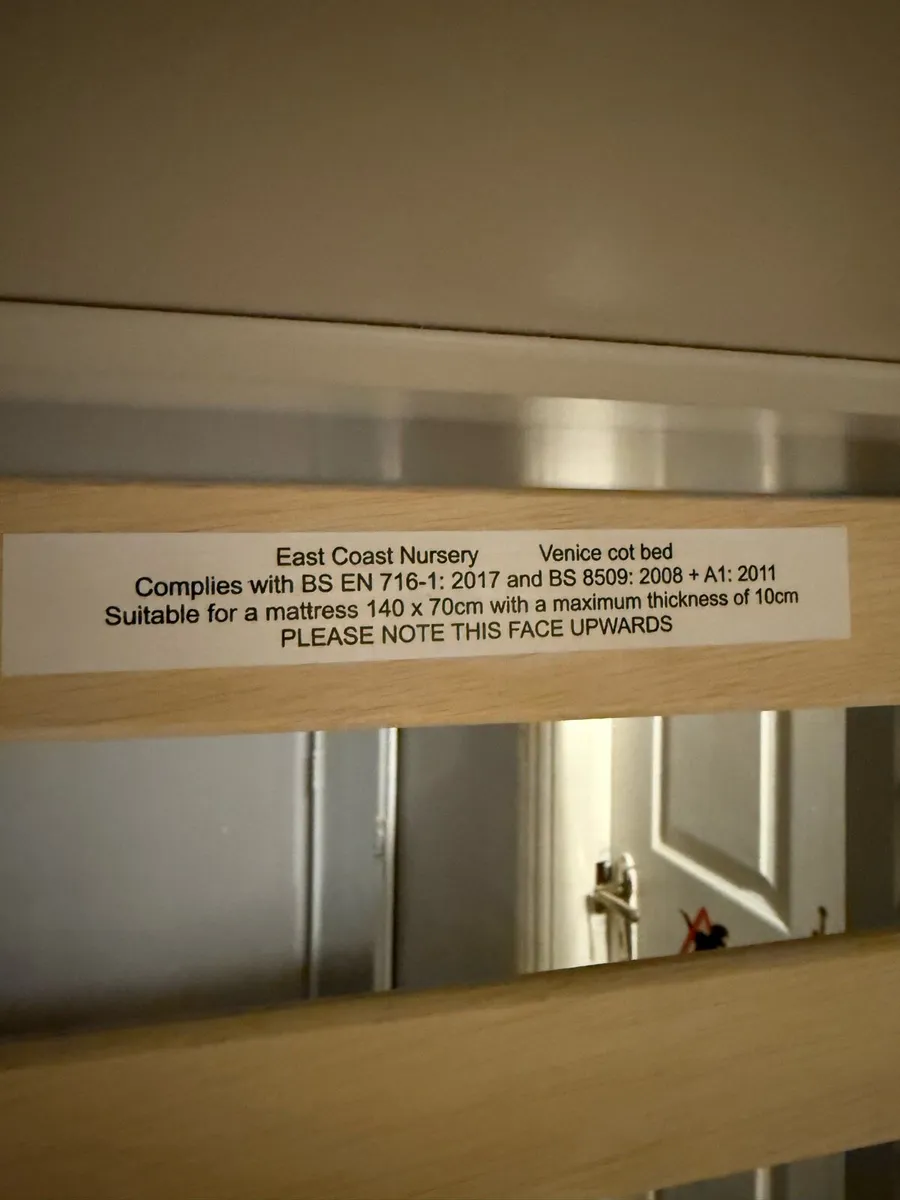 East Coast Nursery Venice cot bed
Complies with BS EN 716-1: 2017 and BS 8509: 2008 + A1: 2011
Suitable for a mattress 140 x 70cm with a maximum thickness of 10cm
PLEASE NOTE THIS FACE UPWARDS